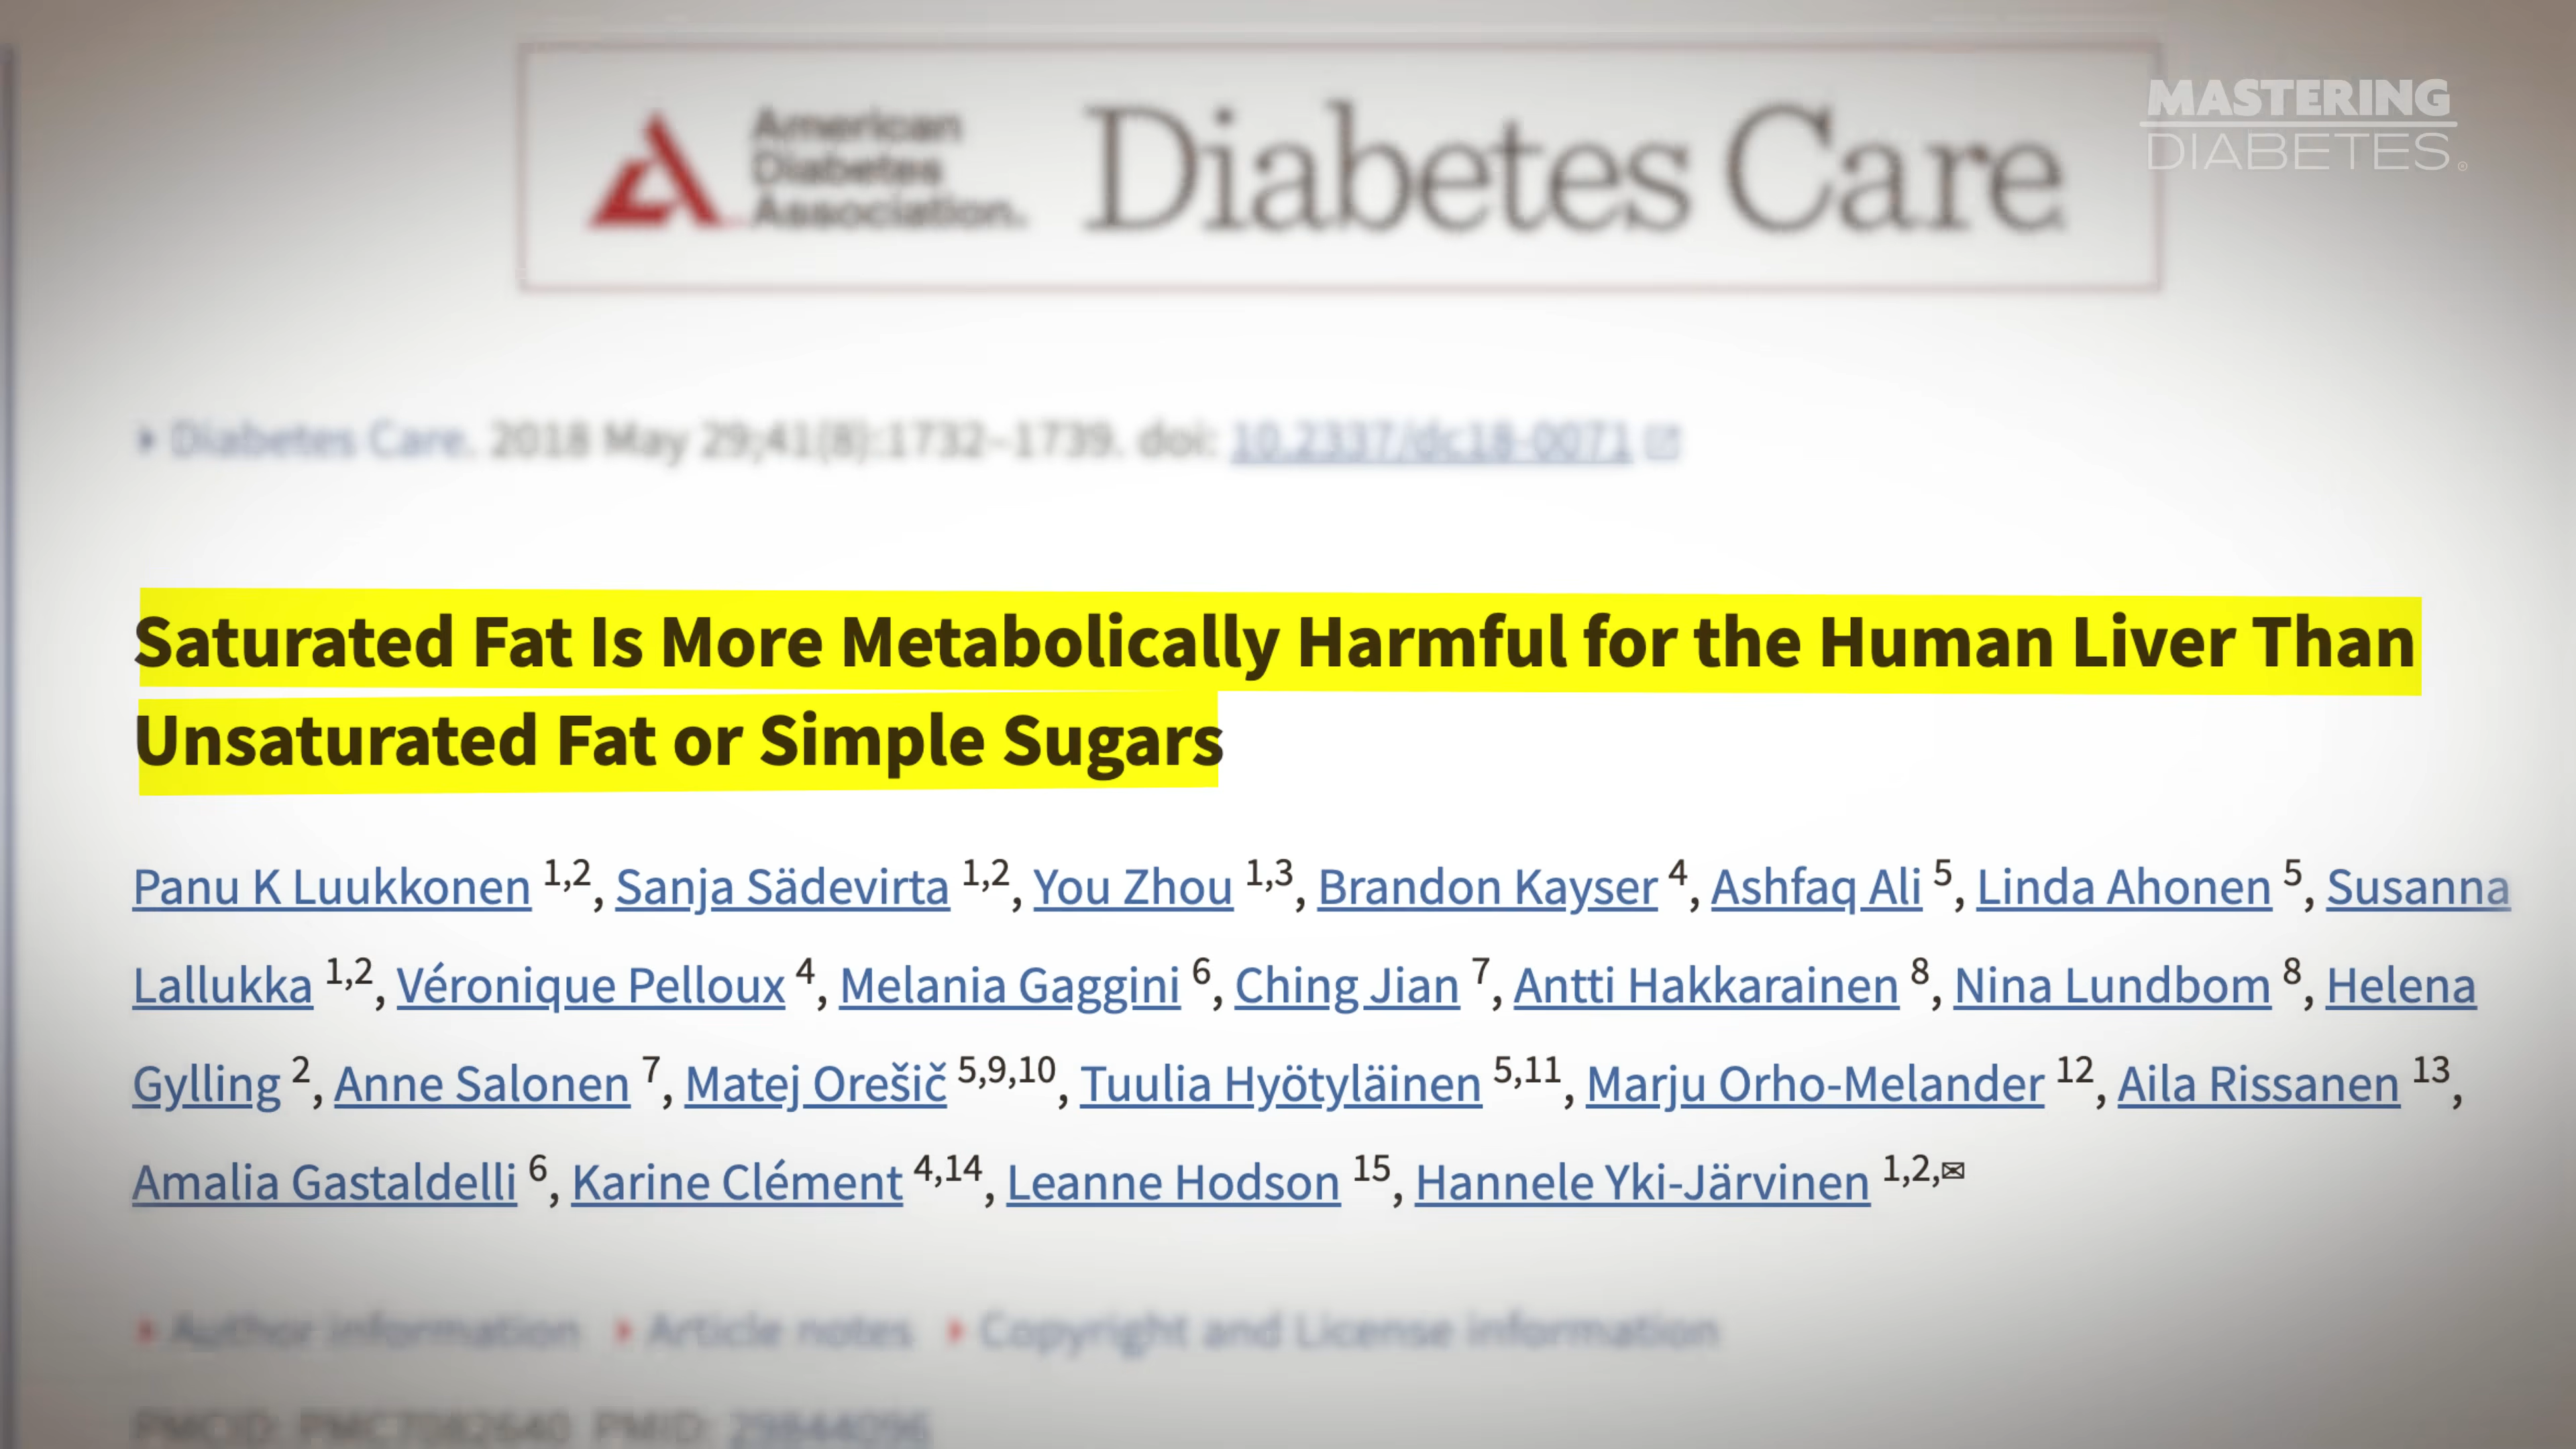 American
Diabetes
Association.
Diabetes Care
MASTERING
DIABETES®
Diabetes Care. 2018 May 29;41(8):1732–1739. doi: 10.2337/dc18-0071
Saturated Fat Is More Metabolically Harmful for the Human Liver Than
Unsaturated Fat or Simple Sugars
Panu K Luukkonen 1,2, Sanja Sädevirta 1,2, You Zhou 1,3, Brandon Kayser 4, Ashfaq Ali 5, Linda Ahonen 5, Susanna
Lallukka 1,2, Véronique Pelloux 4, Melania Gaggini 6, Ching Jian 7, Antti Hakkarainen 8, Nina Lundbom 8, Helena
Gylling 2, Anne Salonen 7, Matej Orešič 5,9,10, Tuulia Hyötyläinen 5,11, Marju Orho-Melander 12, Aila Rissanen 13,
Amalia Gastaldelli 6, Karine Clément 4,14, Leanne Hodson 15, Hannele Yki-Järvinen 1,2,✉
Author information Article notes Copyright and License information
PMCID: PMC7082640 PMID: 29844096